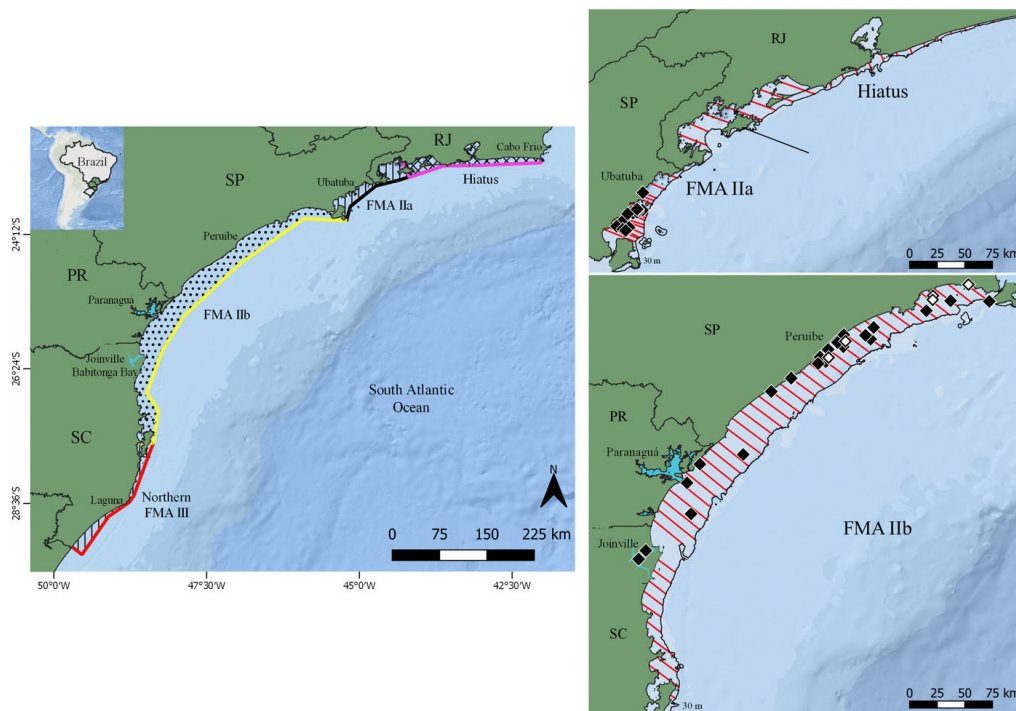 Brazil
RJ
SP
Cabo Frio
Ubatuba
Hiatus
FMA IIa
24°12'S
Peruíbe
PR
Paranaguá
FMA IIb
Joinville
Babitonga Bay
26°24'S
South Atlantic
Ocean
SC
N
Laguna
28°36'S
Northern
FMA III
0 75 150 225 km
50°0'W 47°30'W 45°0'W 42°30'W
RJ
SP
Hiatus
Ubatuba
FMA IIa
30 m
0 25 50 75 km
SP
Peruíbe
PR
Paranaguá
FMA IIb
Joinville
SC
30 m
0 25 50 75 km